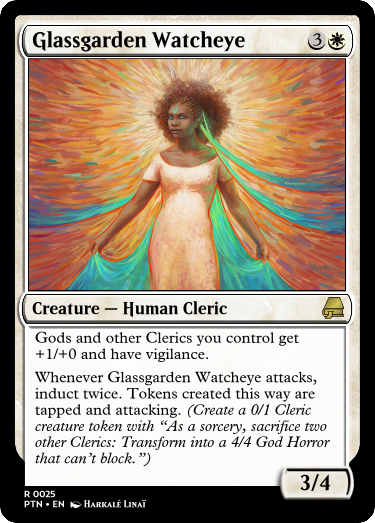 Glassgarden Watcheye 3
Creature — Human Cleric
Gods and other Clerics you control get
+1/+0 and have vigilance.
Whenever Glassgarden Watcheye attacks,
induct twice. Tokens created this way are
tapped and attacking. (Create a 0/1 Cleric
creature token with “As a sorcery, sacrifice two
other Clerics: Transform into a 4/4 God Horror
that can’t block.”)
3/4
R 0025
PTN • EN Harkalé Linaï